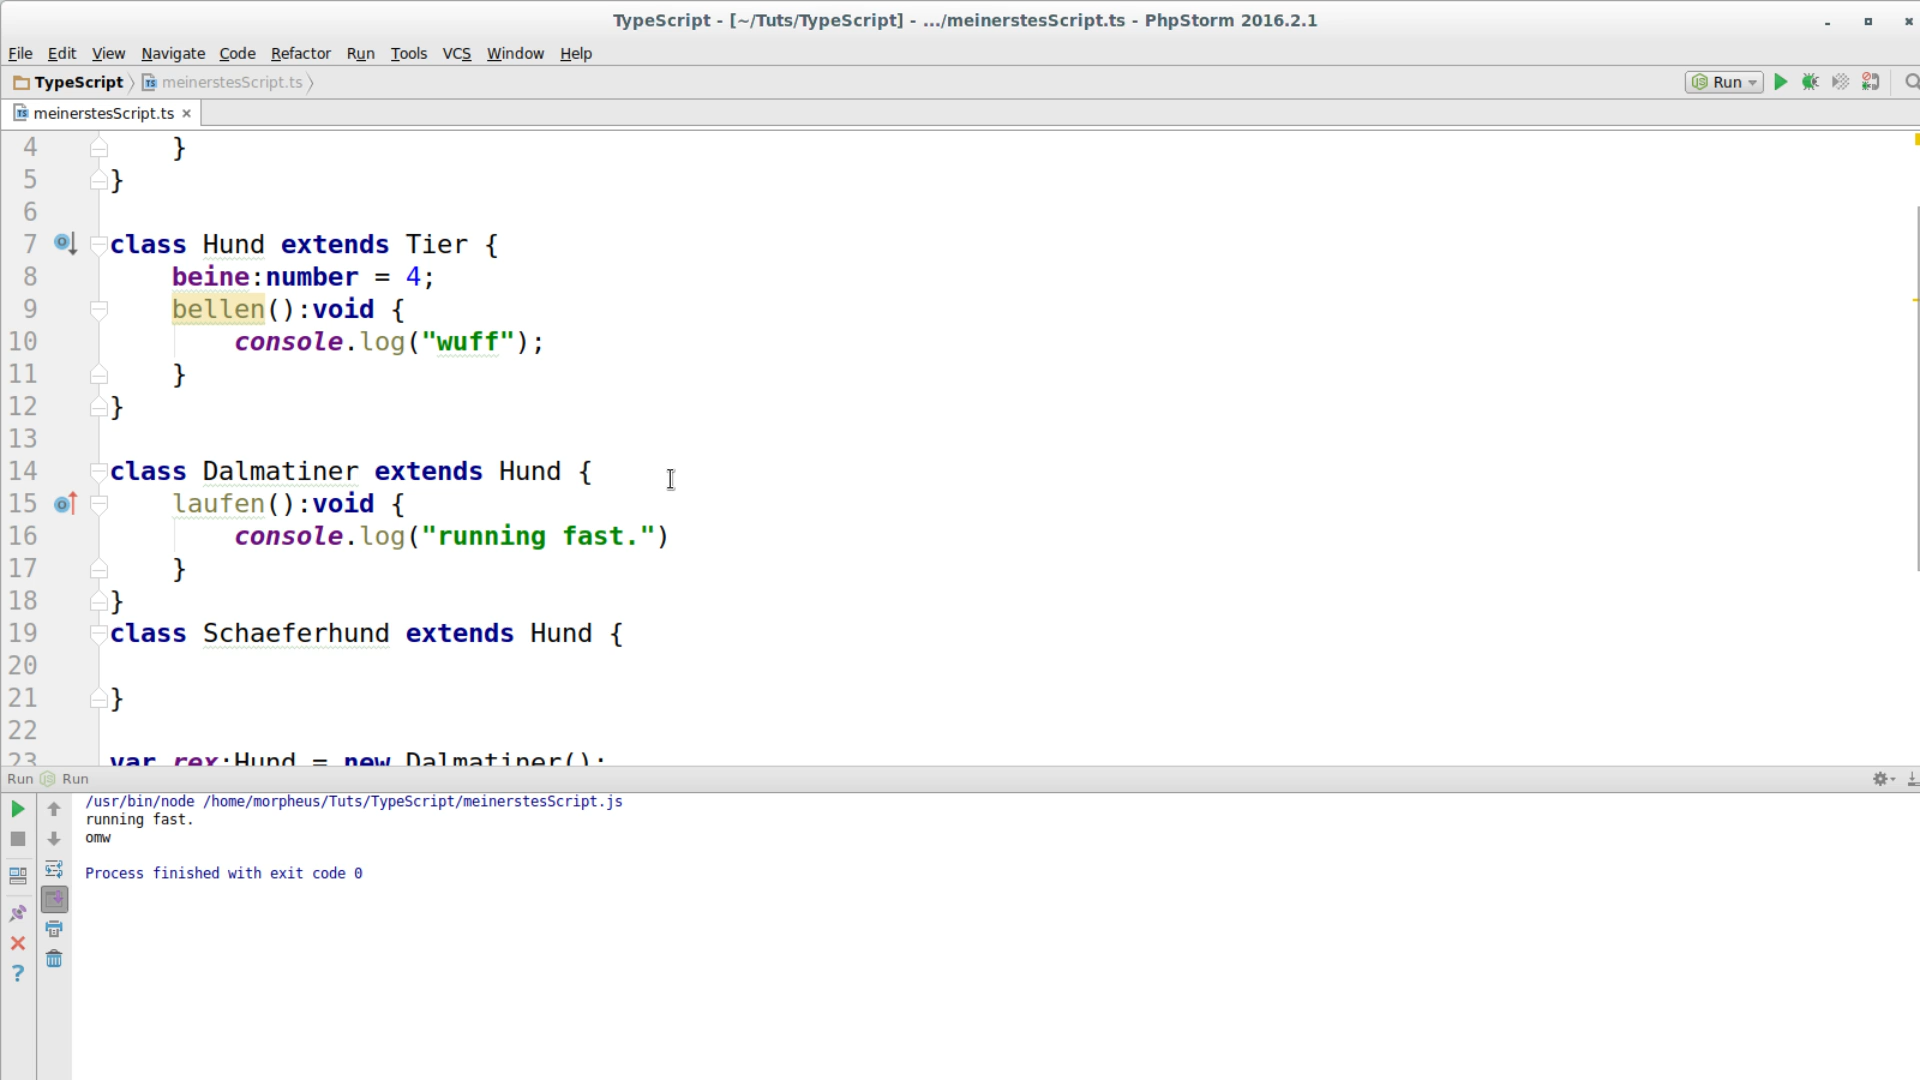 TypeScript - [~/Tuts/TypeScript] - .../meinerstesScript.ts - PhpStorm 2016.2.1
File Edit View Navigate Code Refactor Run Tools VCS Window Help
TypeScript meinerstesScript.ts Run
meinerstesScript.ts
4 }
5 }
6
7 class Hund extends Tier {
8 beine:number = 4;
9 bellen():void {
10 console.log("wuff");
11 }
12 }
13
14 class Dalmatiner extends Hund {
15 laufen():void {
16 console.log("running fast.")
17 }
18 }
19 class Schaeferhund extends Hund {
20
21 }
22
23 var rex:Hund = new Dalmatiner();
Run Run
/usr/bin/node /home/morpheus/Tuts/TypeScript/meinerstesScript.js
running fast.
omw
Process finished with exit code 0